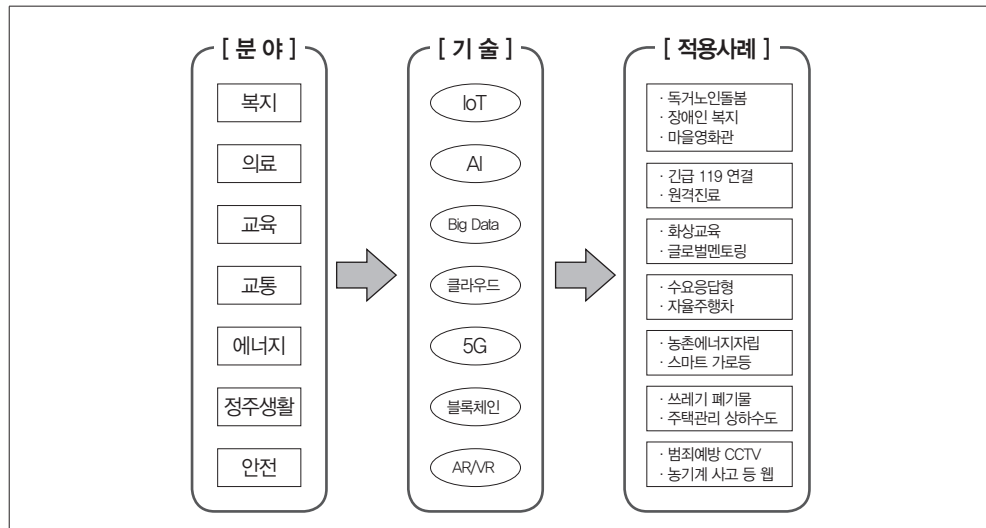 [ 분 야 ]
복지
의료
교육
교통
에너지
정주생활
안전
[ 기 술 ]
IoT
AI
Big Data
클라우드
5G
블록체인
AR/VR
[ 적용사례 ]
· 독거노인돌봄
· 장애인 복지
· 마을영화관
· 긴급 119 연결
· 원격진료
· 화상교육
· 글로벌멘토링
· 수요응답형
· 자율주행차
· 농촌에너지자립
· 스마트 가로등
· 쓰레기 폐기물
· 주택관리 상하수도
· 범죄예방 CCTV
· 농기계 사고 등 웹